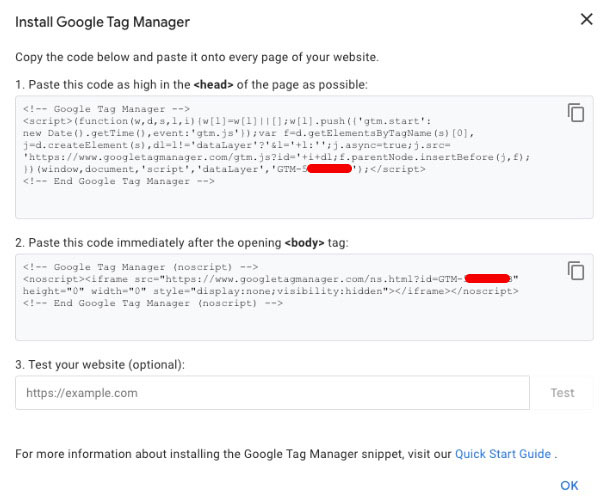 Install Google Tag Manager
Copy the code below and paste it onto every page of your website.
1. Paste this code as high in the <head> of the page as possible:
<!-- Google Tag Manager -->
<script>(function(w,d,s,l,i){w[l]=w[l]||[];w[l].push({'gtm.start':
new Date().getTime(),event:'gtm.js'});var f=d.getElementsByTagName(s)[0],
j=d.createElement(s),dl=l!='dataLayer'?'&l='+l:'';j.async=true;j.src=
'https://www.googletagmanager.com/gtm.js?id='+i+dl;f.parentNode.insertBefore(j,f);
})(window,document,'script','dataLayer','GTM-5');</script>
<!-- End Google Tag Manager -->
2. Paste this code immediately after the opening <body> tag:
<!-- Google Tag Manager (noscript) -->
<noscript><iframe src="https://www.googletagmanager.com/ns.html?id=GTM-"
height="0" width="0" style="display:none;visibility:hidden"></iframe></noscript>
<!-- End Google Tag Manager (noscript) -->
3. Test your website (optional):
https://example.com
Test
For more information about installing the Google Tag Manager snippet, visit our Quick Start Guide .
OK